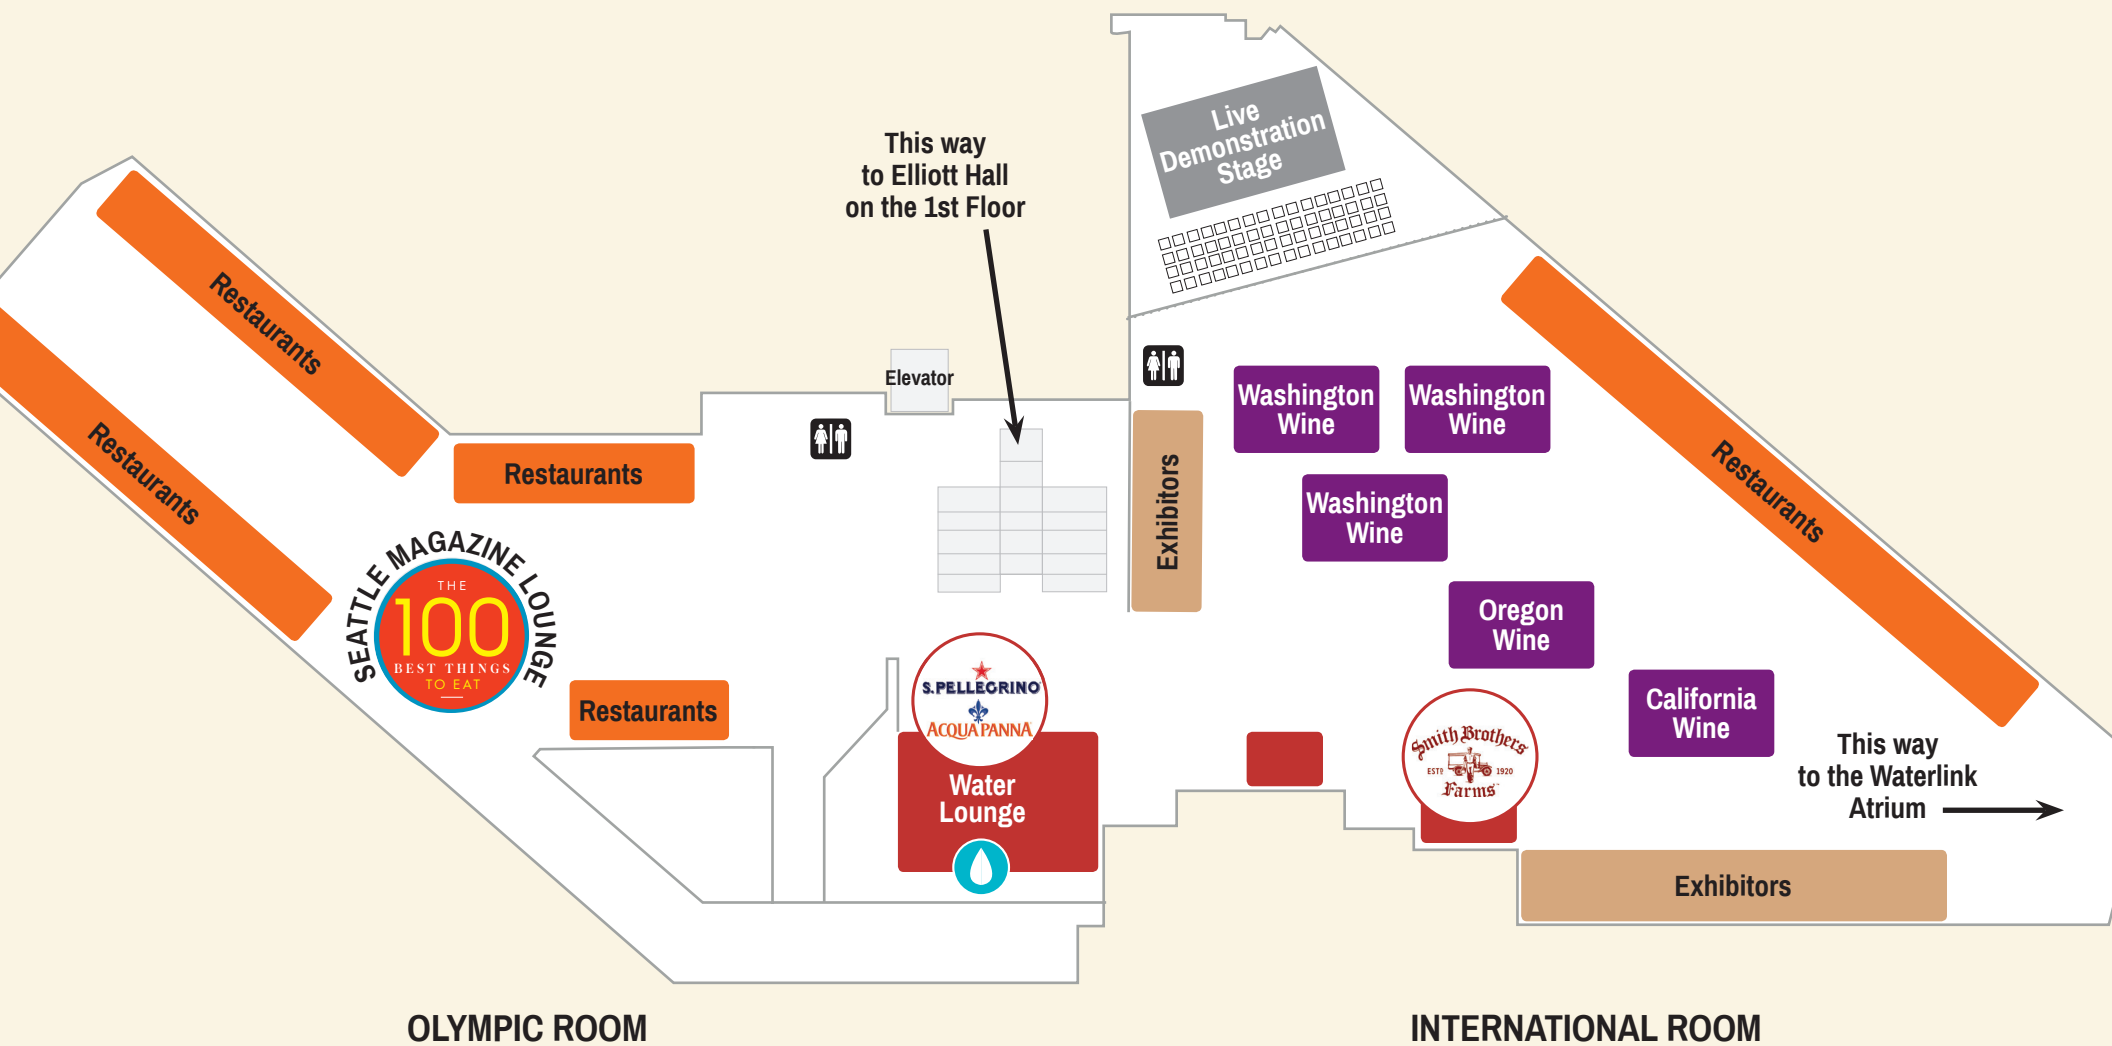 Live
Demonstration
Stage
This way
to Elliott Hall
on the 1st Floor
Restaurants
Elevator
Washington
Wine
Washington
Wine
Restaurants
Restaurants
Exhibitors
Washington
Wine
Restaurants
SEATTLE MAGAZINE LOUNGE
THE
100
BEST THINGS
TO EAT
Oregon
Wine
S.PELLEGRINO
ACQUA PANNA
Restaurants
California
Wine
Smith Brothers
ESTD 1920
Farms
This way
to the Waterlink
Atrium
Water
Lounge
Exhibitors
OLYMPIC ROOM
INTERNATIONAL ROOM